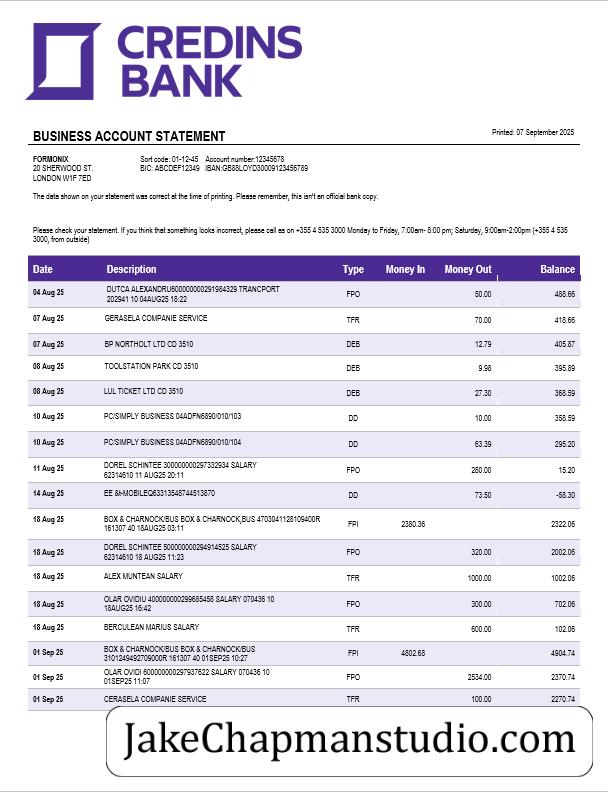 CREDINS
BANK
BUSINESS ACCOUNT STATEMENT
Printed: 07 September 2025
FORMONIX
20 SHERWOOD ST.
LONDON W1F 7ED
Sort code: 01-12-45 Account number:12345678
BIC: ABCDEF12349 IBAN:GB88LOYD30009123456789
The data shown on your statement was correct at the time of printing. Please remember, this isn't an official bank copy.
Please check your statement. If you think that something looks incorrect, please call as on +355 4 535 3000 Monday to Friday, 7:00am- 8:00 pm; Saturday, 9:00am-2:00pm (+355 4 535
3000, from outside)
Date Description Type Money In Money Out Balance
04 Aug 25 DUTCA ALEXANDRU600000000291984329 TRANCPORT
202941 10 04AUG25 18:22 FPO 50.00 488.66
07 Aug 25 GERASELA COMPANIE SERVICE TFR 70.00 418.66
07 Aug 25 BP NORTHOLT LTD CD 3510 DEB 12.79 405.87
08 Aug 25 TOOLSTATION PARK CD 3510 DEB 9.98 395.89
08 Aug 25 LUL TICKET LTD CD 3510 DEB 27.30 368.59
10 Aug 25 PC/SIMPLY BUSINESS 04ADFN6890/010/103 DD 10.00 358.59
10 Aug 25 PC/SIMPLY BUSINESS 04ADFN6890/010/104 DD 63.39 295.20
11 Aug 25 DOREL SCHINTEE 300000000297332934 SALARY
62314610 11 AUG25 20:11 FPO 280.00 15.20
14 Aug 25 EE &t-MOBILEQ63313548744513870 DD 73.50 -58.30
18 Aug 25 BOX & CHARNOCK/BUS BOX & CHARNOCK,BUS 4703041128109400R
161307 40 18AUG25 03:11 FPI 2380.36 2322.06
18 Aug 25 DOREL SCHINTEE 500000000294914525 SALARY
62314610 18 AUG25 11:23 FPO 320.00 2002.06
18 Aug 25 ALEX MUNTEAN SALARY TFR 1000.00 1002.06
18 Aug 25 OLAR OVIDIU 400000000299685458 SALARY 070436 10
18AUG25 16:42 FPO 300.00 702.06
18 Aug 25 BERCULEAN MARIUS SALARY TFR 600.00 102.06
01 Sep 25 BOX & CHARNOCK/BUS BOX & CHARNOCK/BUS
3101249492709000R 161307 40 01SEP25 10:27 FPI 4802.68 4904.74
01 Sep 25 OLAR OVIDI 600000000297937622 SALARY 070436 10
01SEP25 11:07 FPO 2534.00 2370.74
01 Sep 25 CERASELA COMPANIE SERVICE TFR 100.00 2270.74
JakeChapmanstudio.com